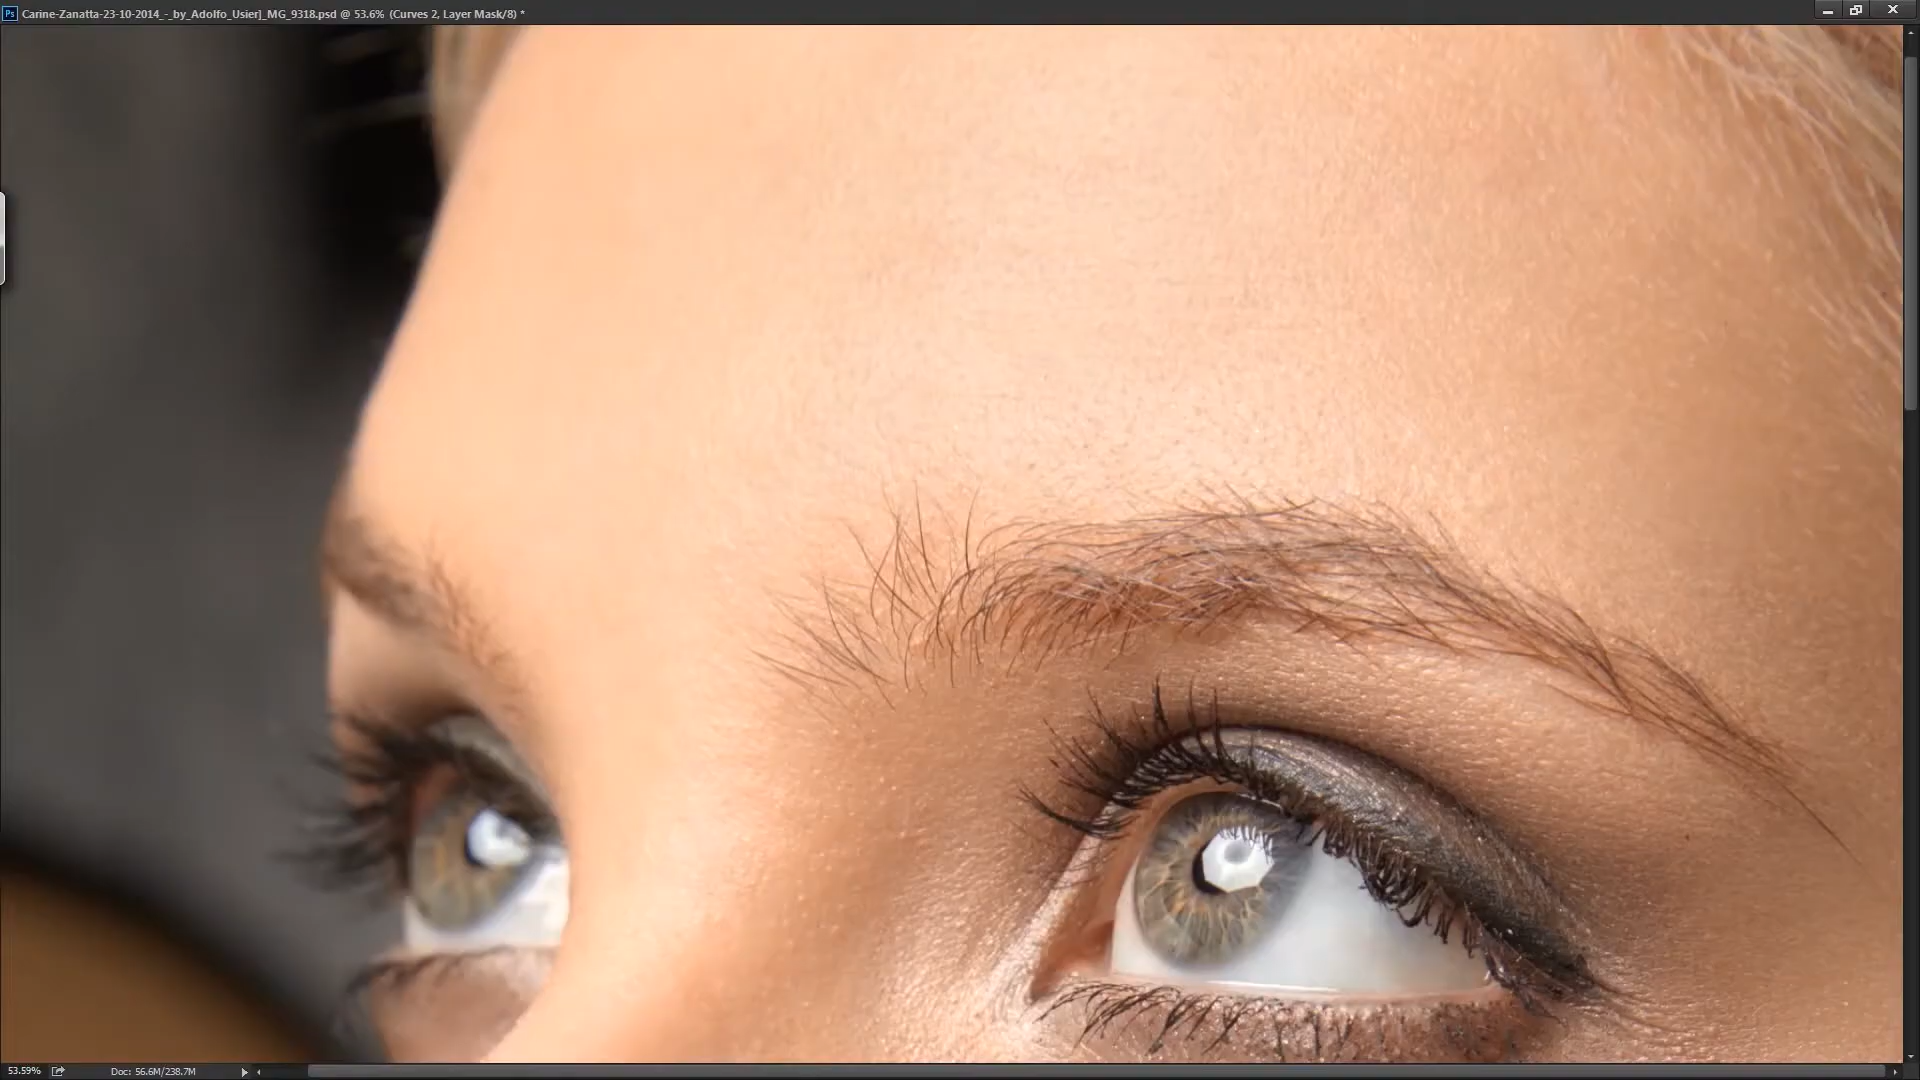 Ps Carine-Zanatta-23-10-2014_-_by_Adolfo_Usier]_MG_9318.psd @ 53.6% (Curves 2, Layer Mask/8) *
53.59% Doc: 56.6M/238.7M